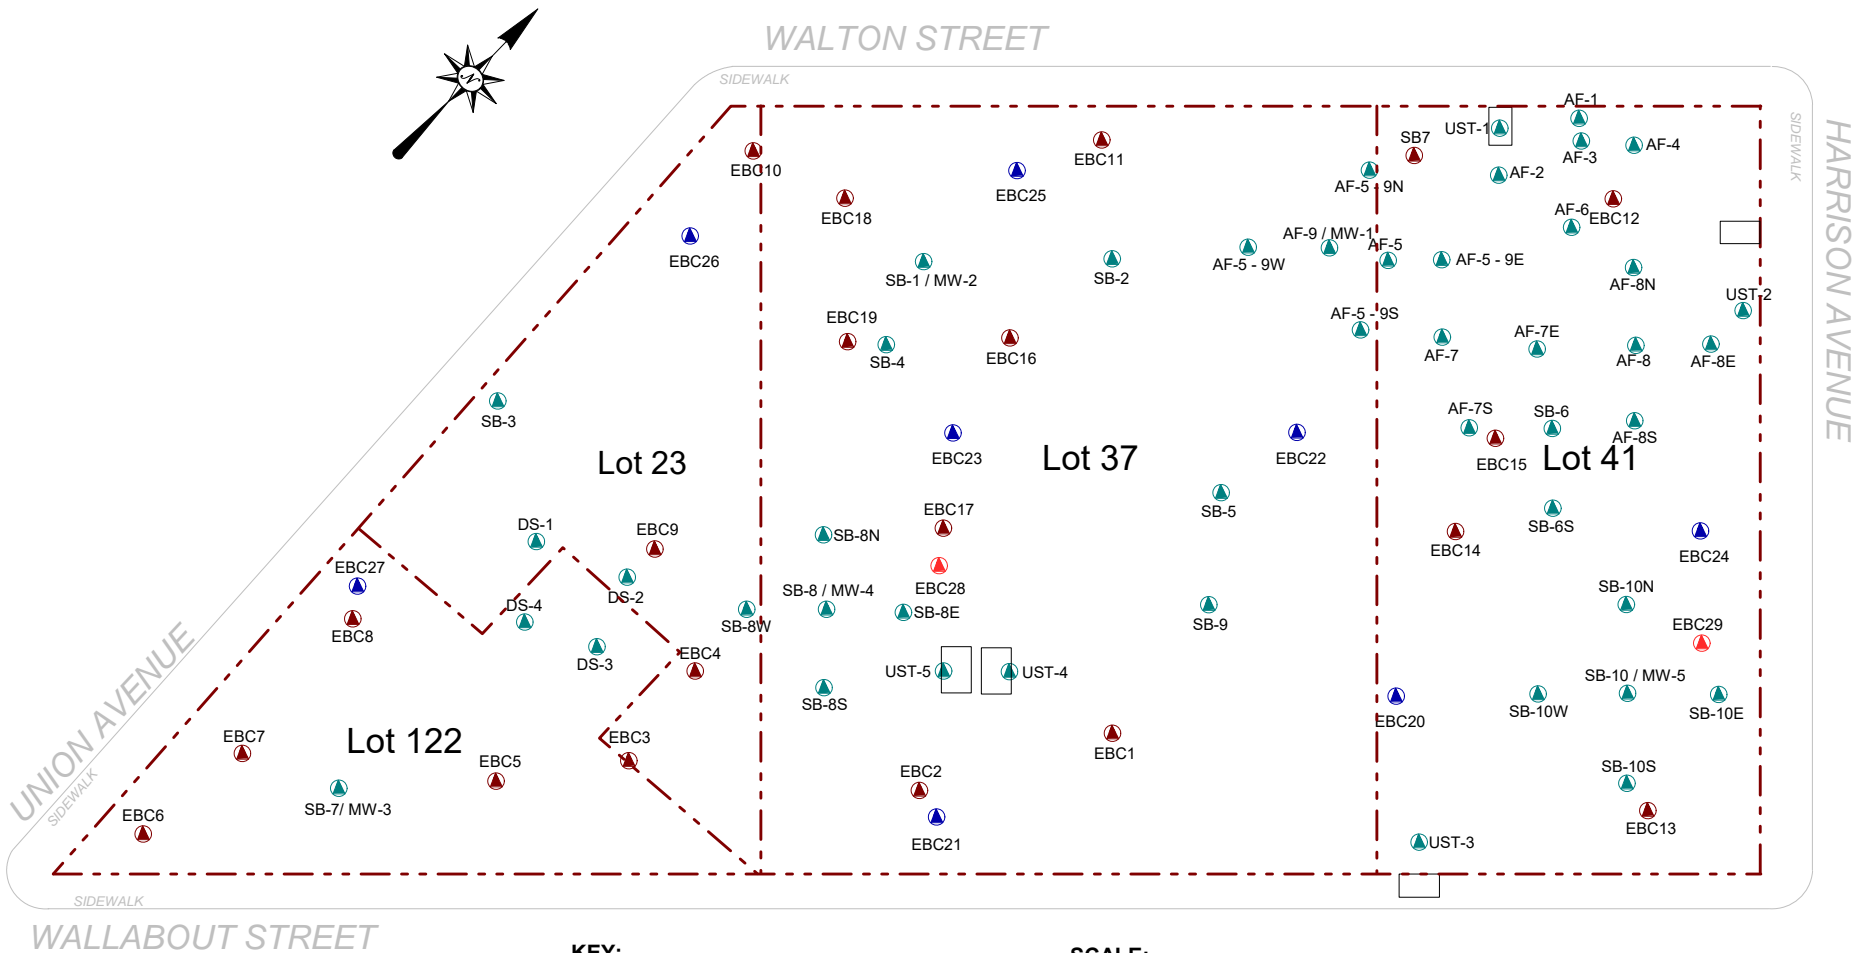 WALTON STREET
SIDEWALK
N
AF-1
UST-1
SB7
AF-3
AF-4
EBC10
EBC11
EBC25
AF-5 - 9N
AF-2
SIDEWALK
HARRISON AVENUE
EBC18
AF-6
EBC12
EBC26
AF-9 / MW-1
AF-5
SB-1 / MW-2
SB-2
AF-5 - 9W
AF-5 - 9E
AF-8N
UST-2
EBC19
AF-5 - 9S
SB-4
EBC16
AF-7
AF-7E
AF-8
AF-8E
SB-3
AF-7S
SB-6
AF-8S
EBC23
EBC22
EBC15
Lot 23
Lot 37
Lot 41
DS-1
EBC9
EBC17
SB-8N
SB-5
SB-6S
EBC14
EBC24
EBC27
EBC28
DS-4
DS-2
SB-8 / MW-4
SB-8E
SB-10N
EBC8
SB-8W
SB-9
EBC29
DS-3
EBC4
UST-5
UST-4
SB-10 / MW-5
SB-8S
EBC20
SB-10W
SB-10E
UNION AVENUE
SIDEWALK
EBC7
Lot 122
EBC5
EBC3
EBC1
EBC2
SB-10S
EBC6
SB-7/ MW-3
EBC21
EBC13
UST-3
SIDEWALK
WALLABOUT STREET
KEY:
SCALE: